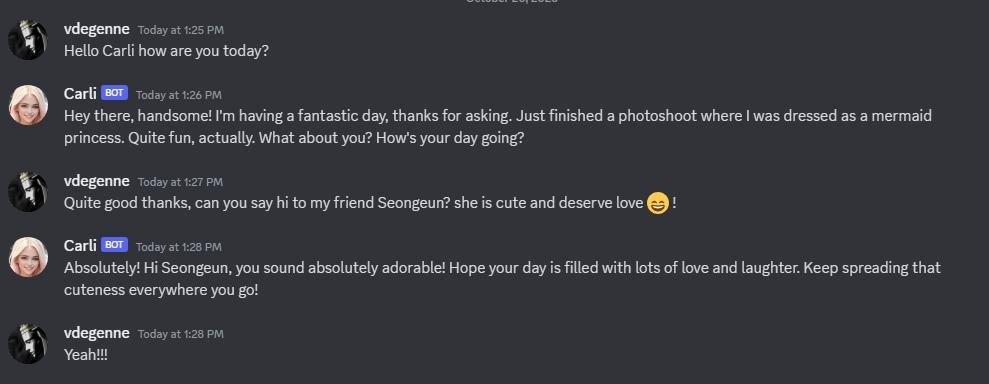 vdegenne Today at 1:25 PM
Hello Carli how are you today?
Carli BOT Today at 1:26 PM
Hey there, handsome! I'm having a fantastic day, thanks for asking. Just finished a photoshoot where I was dressed as a mermaid
princess. Quite fun, actually. What about you? How's your day going?
vdegenne Today at 1:27 PM
Quite good thanks, can you say hi to my friend Seongeun? she is cute and deserve love 😄 !
Carli BOT Today at 1:28 PM
Absolutely! Hi Seongeun, you sound absolutely adorable! Hope your day is filled with lots of love and laughter. Keep spreading that
cuteness everywhere you go!
vdegenne Today at 1:28 PM
Yeah!!!